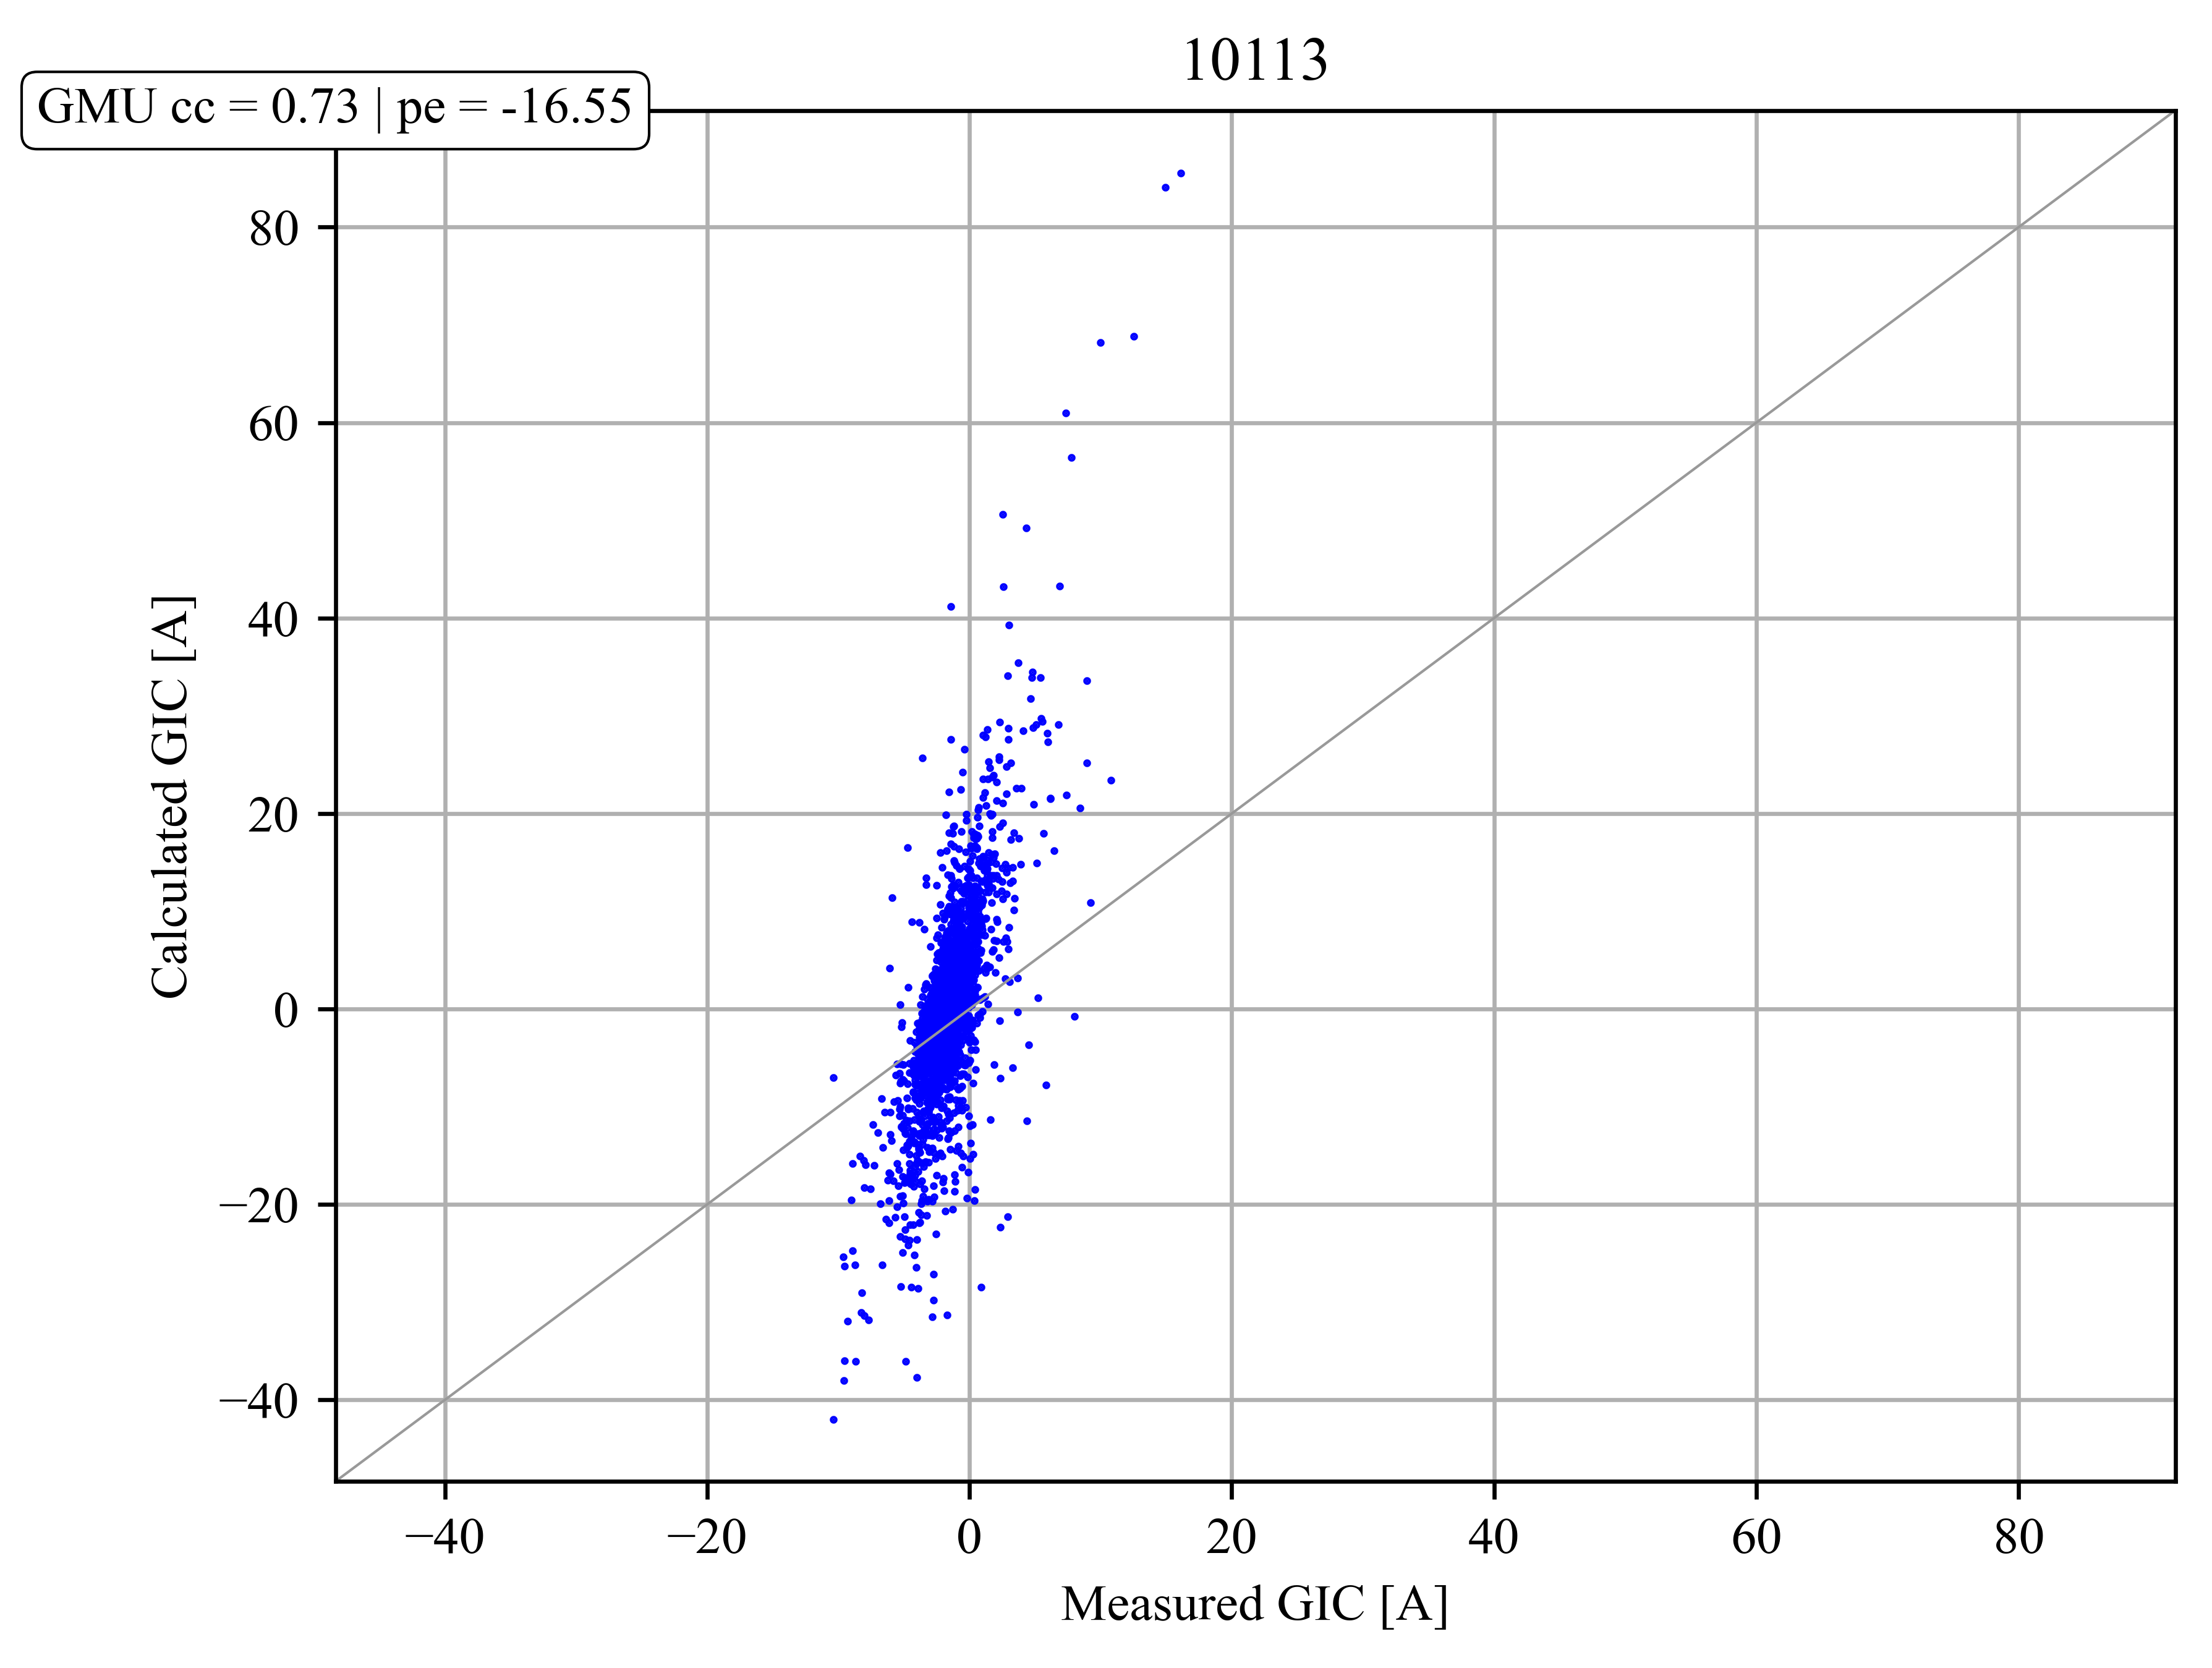 10113
GMU cc = 0.73 | pe = -16.55
80
60
40
20
0
−20
−40
Calculated GIC [A]
−40 −20 0 20 40 60 80
Measured GIC [A]